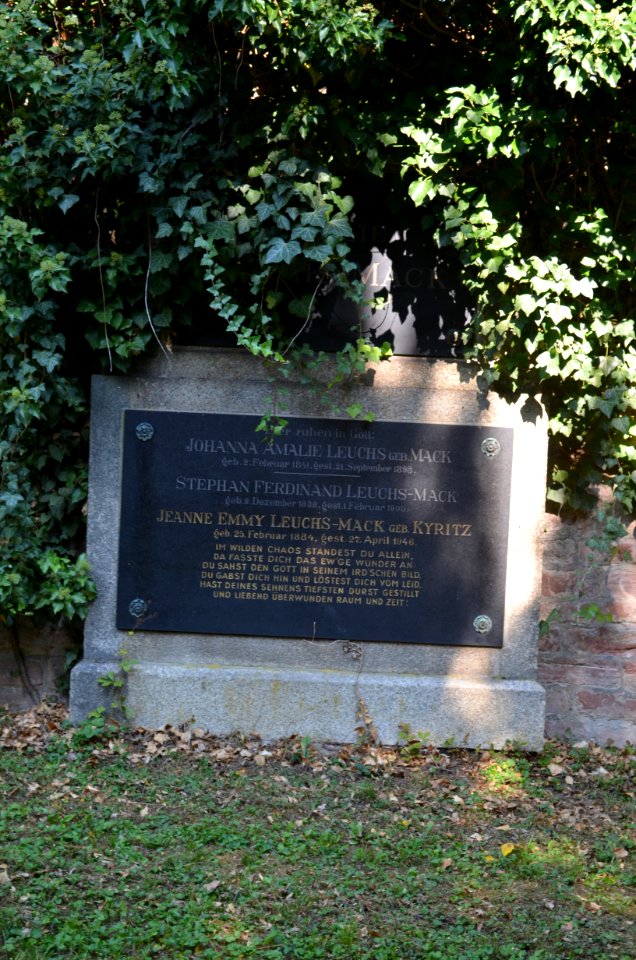 MACK
ruhen in Gott:
JOHANNA AMALIE LEUCHS GEB. MACK
geb. 2. Februar 1851, gest. 21. September 1898.
STEPHAN FERDINAND LEUCHS-MACK
geb. 9. Dezember 1838, gest. 1. Februar 1900.
JEANNE EMMY LEUCHS-MACK GEB. KYRITZ
geb. 25. Februar 1884, gest. 27. April 1946.
IM WILDEN CHAOS STANDEST DU ALLEIN,
DA FASSTE DICH DAS EW'GE WUNDER AN.
DU SAHST DEN GOTT IN SEINEM IRD'SCHEN BILD,
DU GABST DICH HIN UND LÖSTEST DICH VOM LEID,
HAST DEINES SEHNENS TIEFSTEN DURST GESTILLT
UND LIEBEND ÜBERWUNDEN RAUM UND ZEIT!